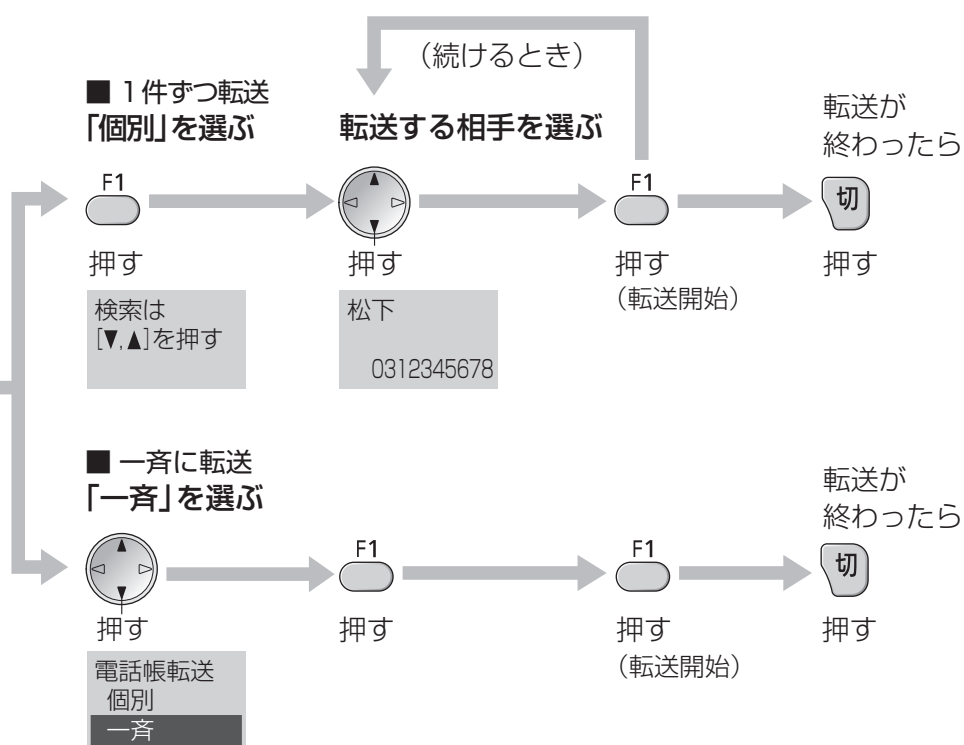 （続けるとき）
■ 1件ずつ転送
「個別」を選ぶ
転送する相手を選ぶ
転送が
終わったら
F1
F1
切
押す
押す
押す
（転送開始）
押す
検索は
[▼,▲]を押す
松下
0312345678
■ 一斉に転送
「一斉」を選ぶ
転送が
終わったら
F1
F1
切
押す
押す
押す
（転送開始）
押す
電話帳転送
個別
一斉